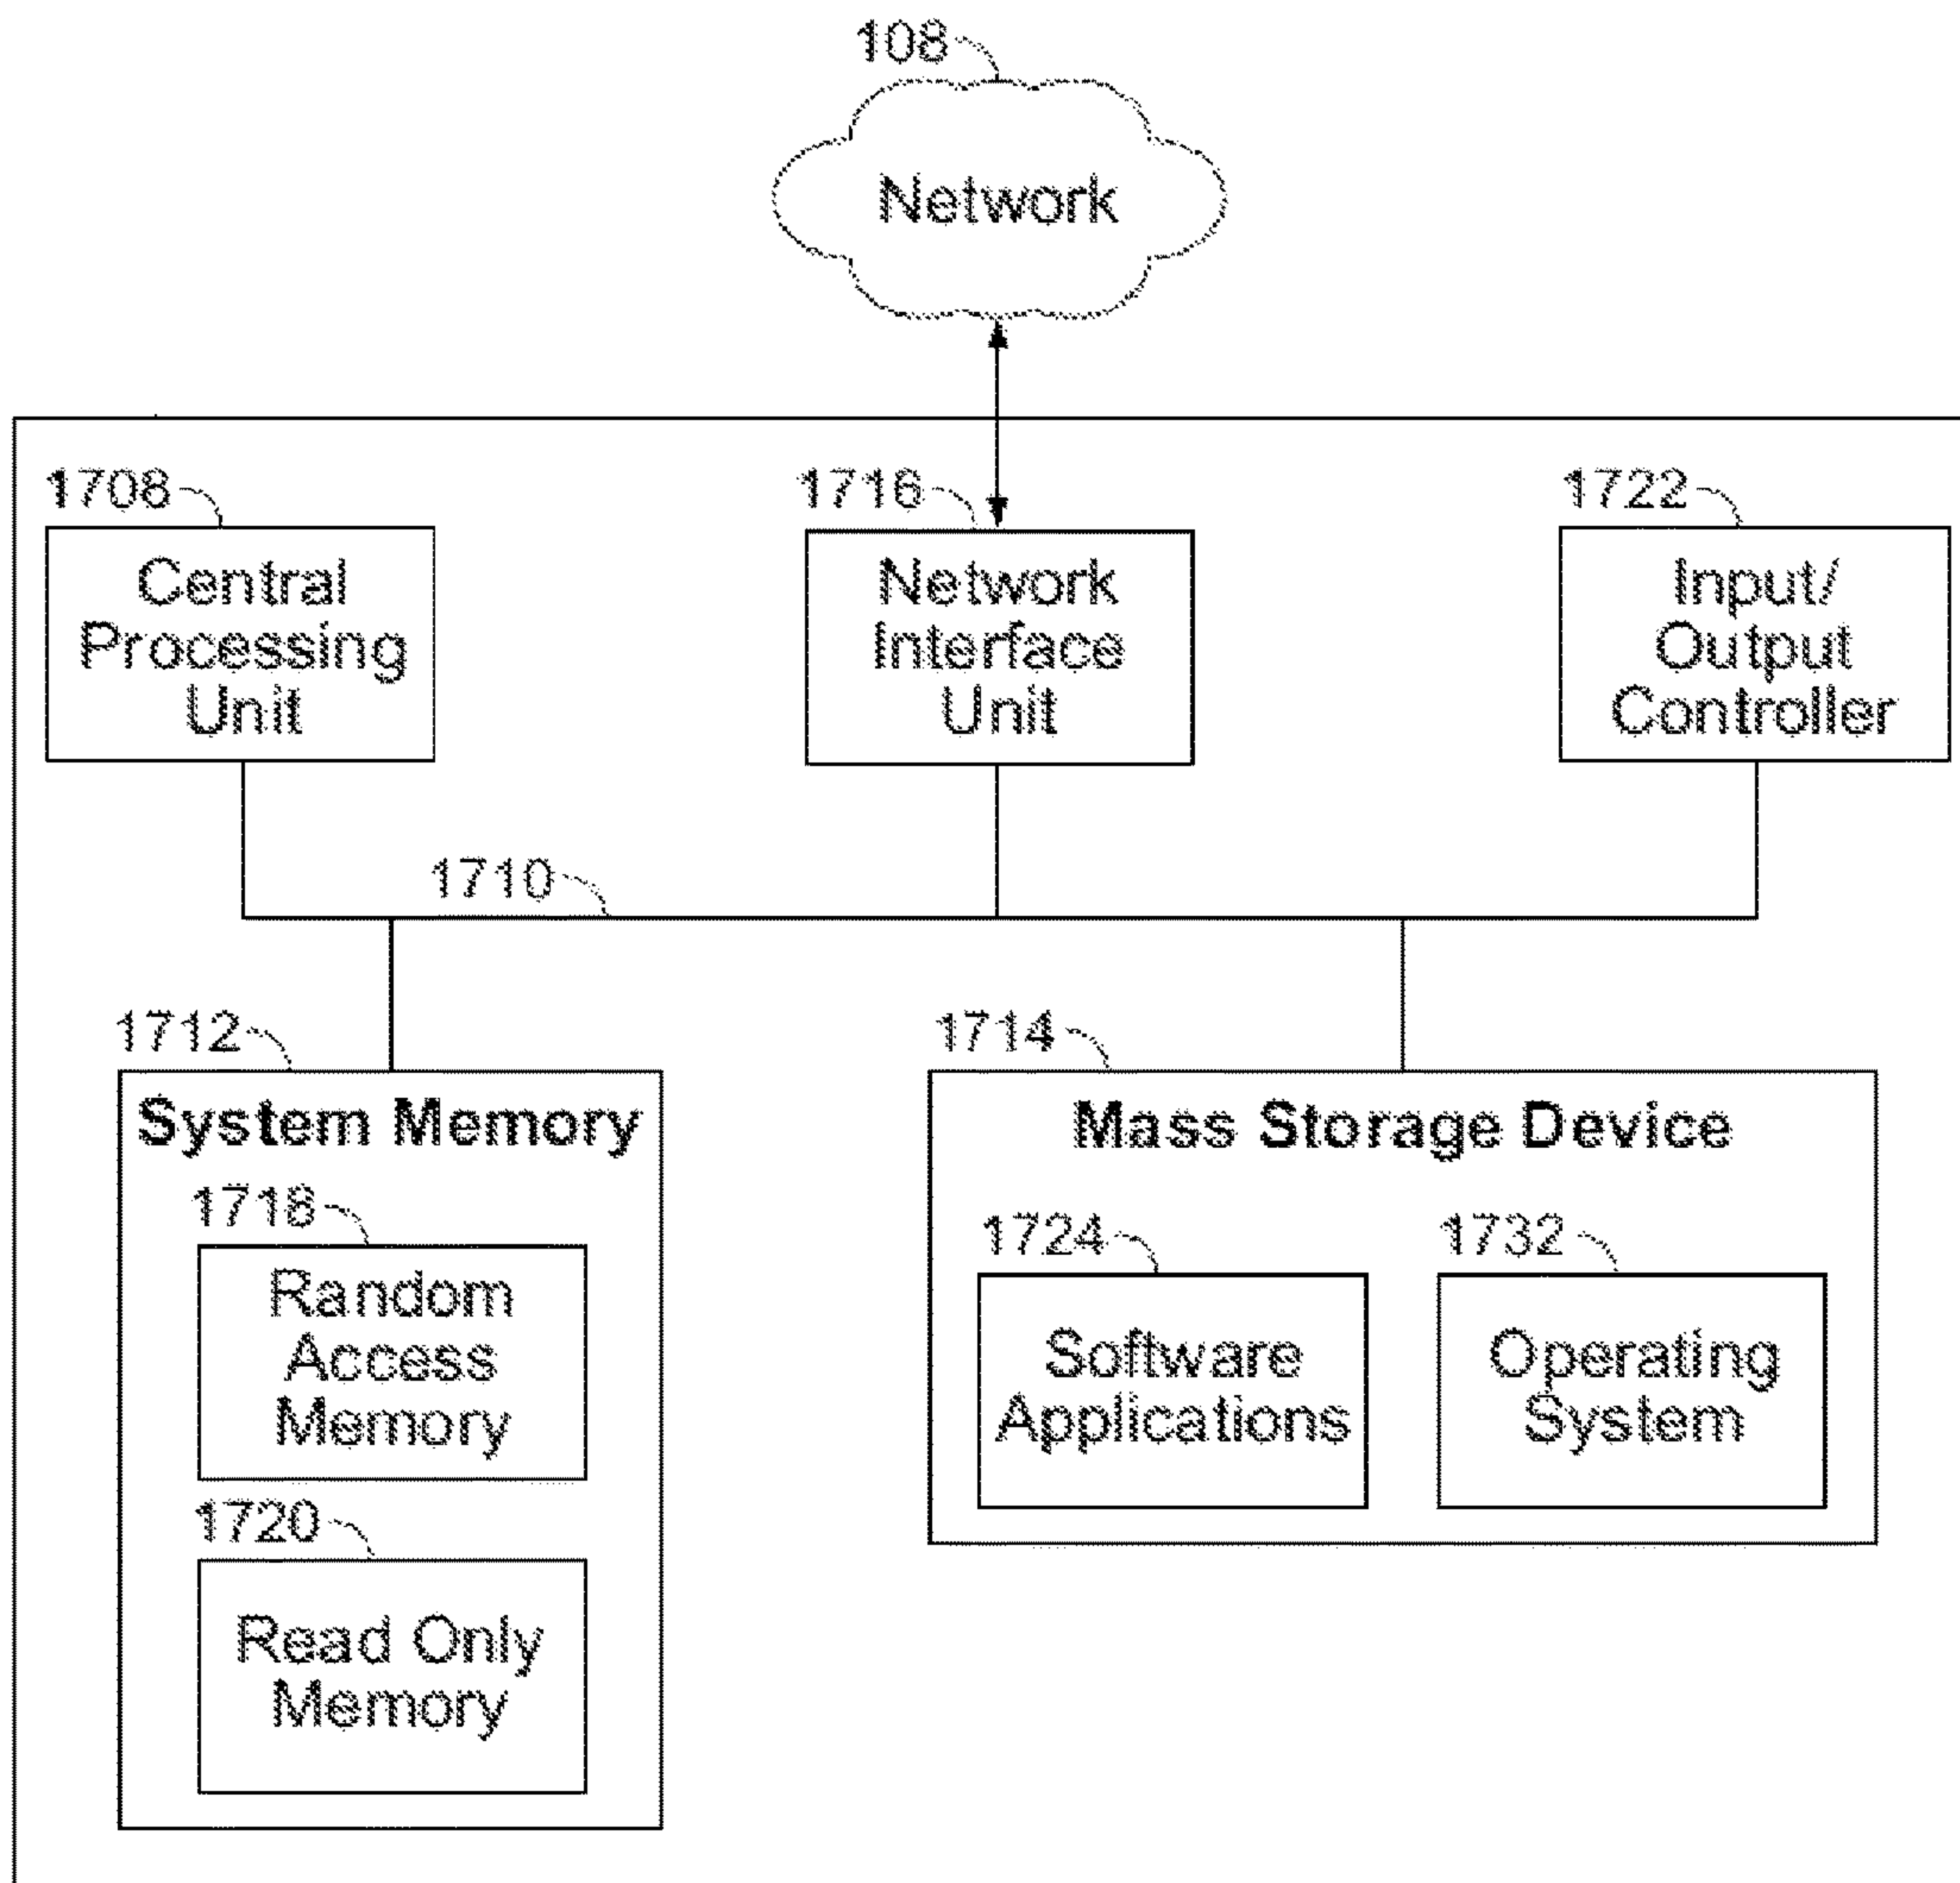 108
Network
1708
Central
Processing
Unit
1716
Network
Interface
Unit
1722
Input/
Output
Controller
1710
1712
System Memory
1718
Random
Access
Memory
1720
Read Only
Memory
1714
Mass Storage Device
1724
Software
Applications
1732
Operating
System